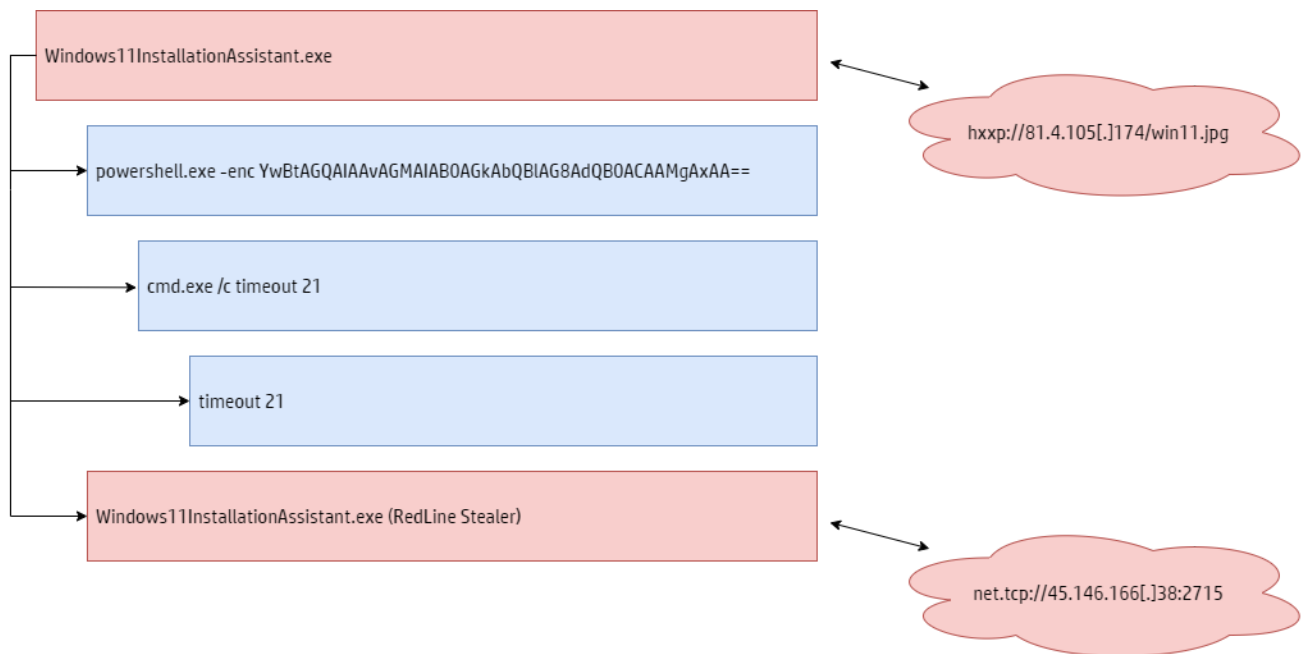 Windows11InstallationAssistant.exe
hxxp://81.4.105[.]174/win11.jpg
powershell.exe -enc YwBtAGQAIAAvAGMAIAB0AGkAbQBlAG8AdQB0ACAAMgAxAA==
cmd.exe /c timeout 21
timeout 21
Windows11InstallationAssistant.exe (RedLine Stealer)
net.tcp://45.146.166[.]38:2715